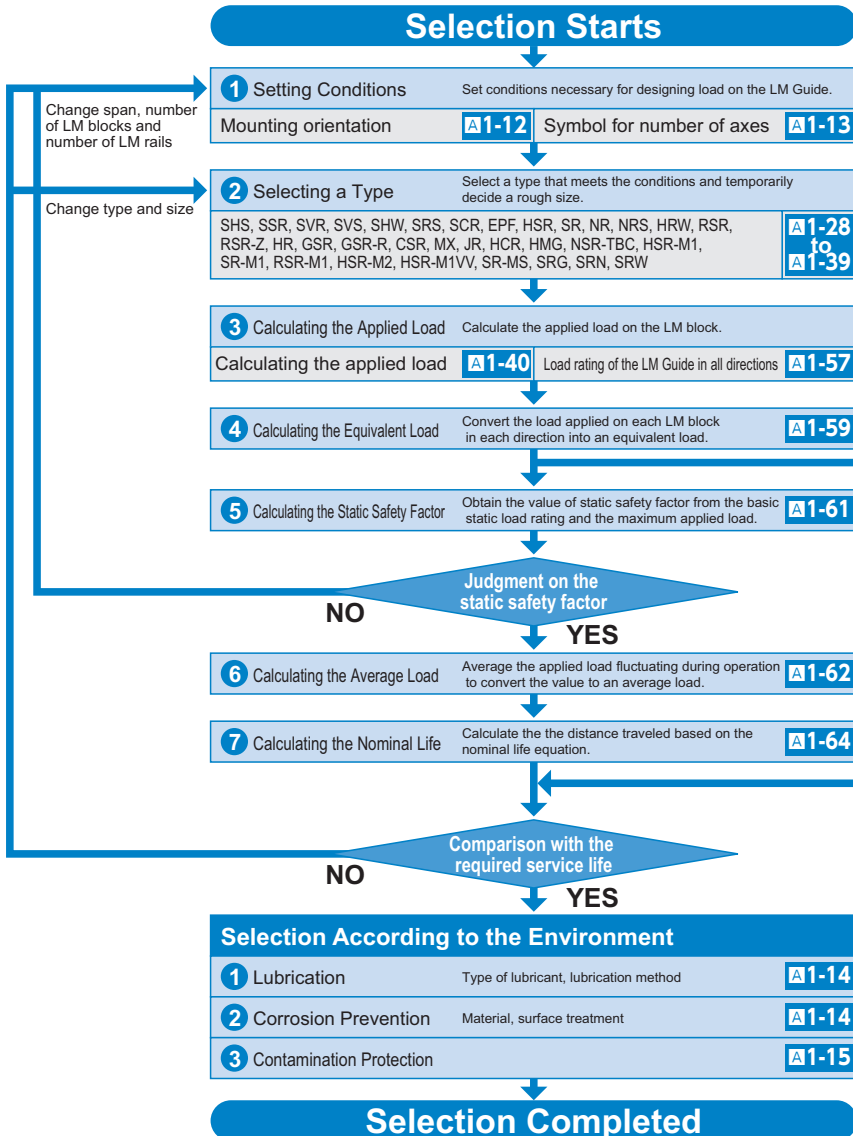 Selection Starts
1 Setting Conditions Set conditions necessary for designing load on the LM Guide.
Mounting orientation A1-12 Symbol for number of axes A1-13
Change span, number
of LM blocks and
number of LM rails
2 Selecting a Type Select a type that meets the conditions and temporarily
decide a rough size.
Change type and size
SHS, SSR, SVR, SVS, SHW, SRS, SCR, EPF, HSR, SR, NR, NRS, HRW, RSR,
RSR-Z, HR, GSR, GSR-R, CSR, MX, JR, HCR, HMG, NSR-TBC, HSR-M1,
SR-M1, RSR-M1, HSR-M2, HSR-M1VV, SR-MS, SRG, SRN, SRW
A1-28
to
A1-39
3 Calculating the Applied Load Calculate the applied load on the LM block.
Calculating the applied load A1-40 Load rating of the LM Guide in all directions A1-57
4 Calculating the Equivalent Load Convert the load applied on each LM block
in each direction into an equivalent load.
A1-59
5 Calculating the Static Safety Factor Obtain the value of static safety factor from the basic
static load rating and the maximum applied load.
A1-61
Judgment on the
static safety factor
NO
YES
6 Calculating the Average Load Average the applied load fluctuating during operation
to convert the value to an average load.
A1-62
7 Calculating the Nominal Life Calculate the the distance traveled based on the
nominal life equation.
A1-64
Comparison with the
required service life
NO
YES
Selection According to the Environment
1 Lubrication Type of lubricant, lubrication method A1-14
2 Corrosion Prevention Material, surface treatment A1-14
3 Contamination Protection A1-15
Selection Completed